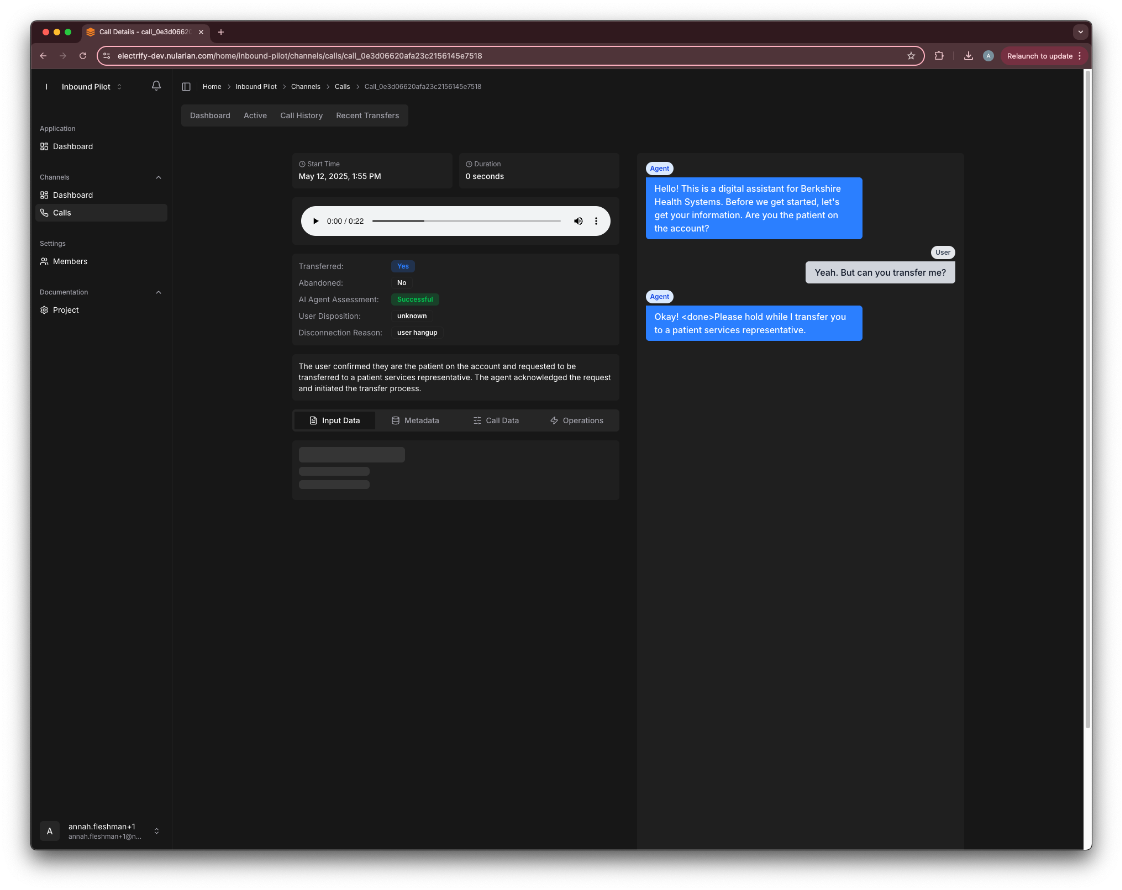 Call Details - call_0e3d06620
electrify-dev.nularian.com/home/inbound-pilot/channels/calls/call_0e3d06620afa23c2156145e7518
A
Relaunch to update
I
Inbound Pilot
Home
Inbound Pilot
Channels
Calls
Call_0e3d06620afa23c2156145e7518
Dashboard
Active
Call History
Recent Transfers
Application
Dashboard
Channels
Dashboard
Calls
Settings
Members
Documentation
Project
Start Time
May 12, 2025, 1:55 PM
Duration
0 seconds
0:00 / 0:22
Transferred: Yes
Abandoned: No
AI Agent Assessment: Successful
User Disposition: unknown
Disconnection Reason: user hangup
The user confirmed they are the patient on the account and requested to be
transferred to a patient services representative. The agent acknowledged the request
and initiated the transfer process.
Input Data
Metadata
Call Data
Operations
Agent
Hello! This is a digital assistant for Berkshire
Health Systems. Before we get started, let's
get your information. Are you the patient on
the account?
User
Yeah. But can you transfer me?
Agent
Okay! <done>Please hold while I transfer you
to a patient services representative.
A
annah.fleshman+1
annah.fleshman+1@n...